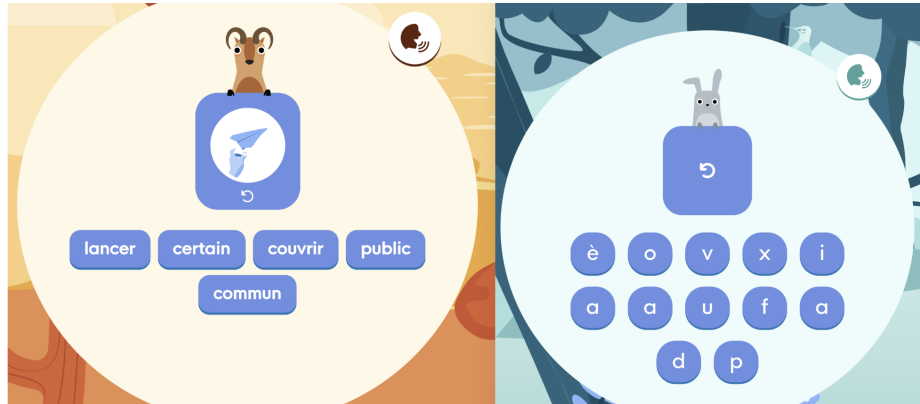 lancer certain couvrir public
commun
è o v x i
a a u f a
d p